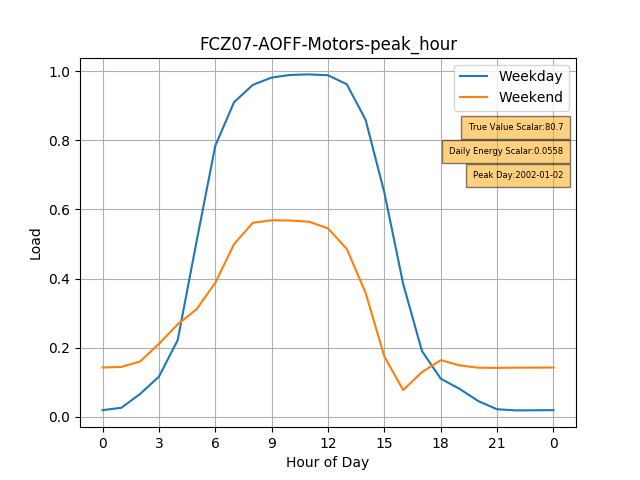 FCZ07-AOFF-Motors-peak_hour
Weekday
Weekend
True Value Scalar:80.7
Daily Energy Scalar:0.0558
Peak Day:2002-01-02
Load
1.0
0.8
0.6
0.4
0.2
0.0
0 3 6 9 12 15 18 21 0
Hour of Day